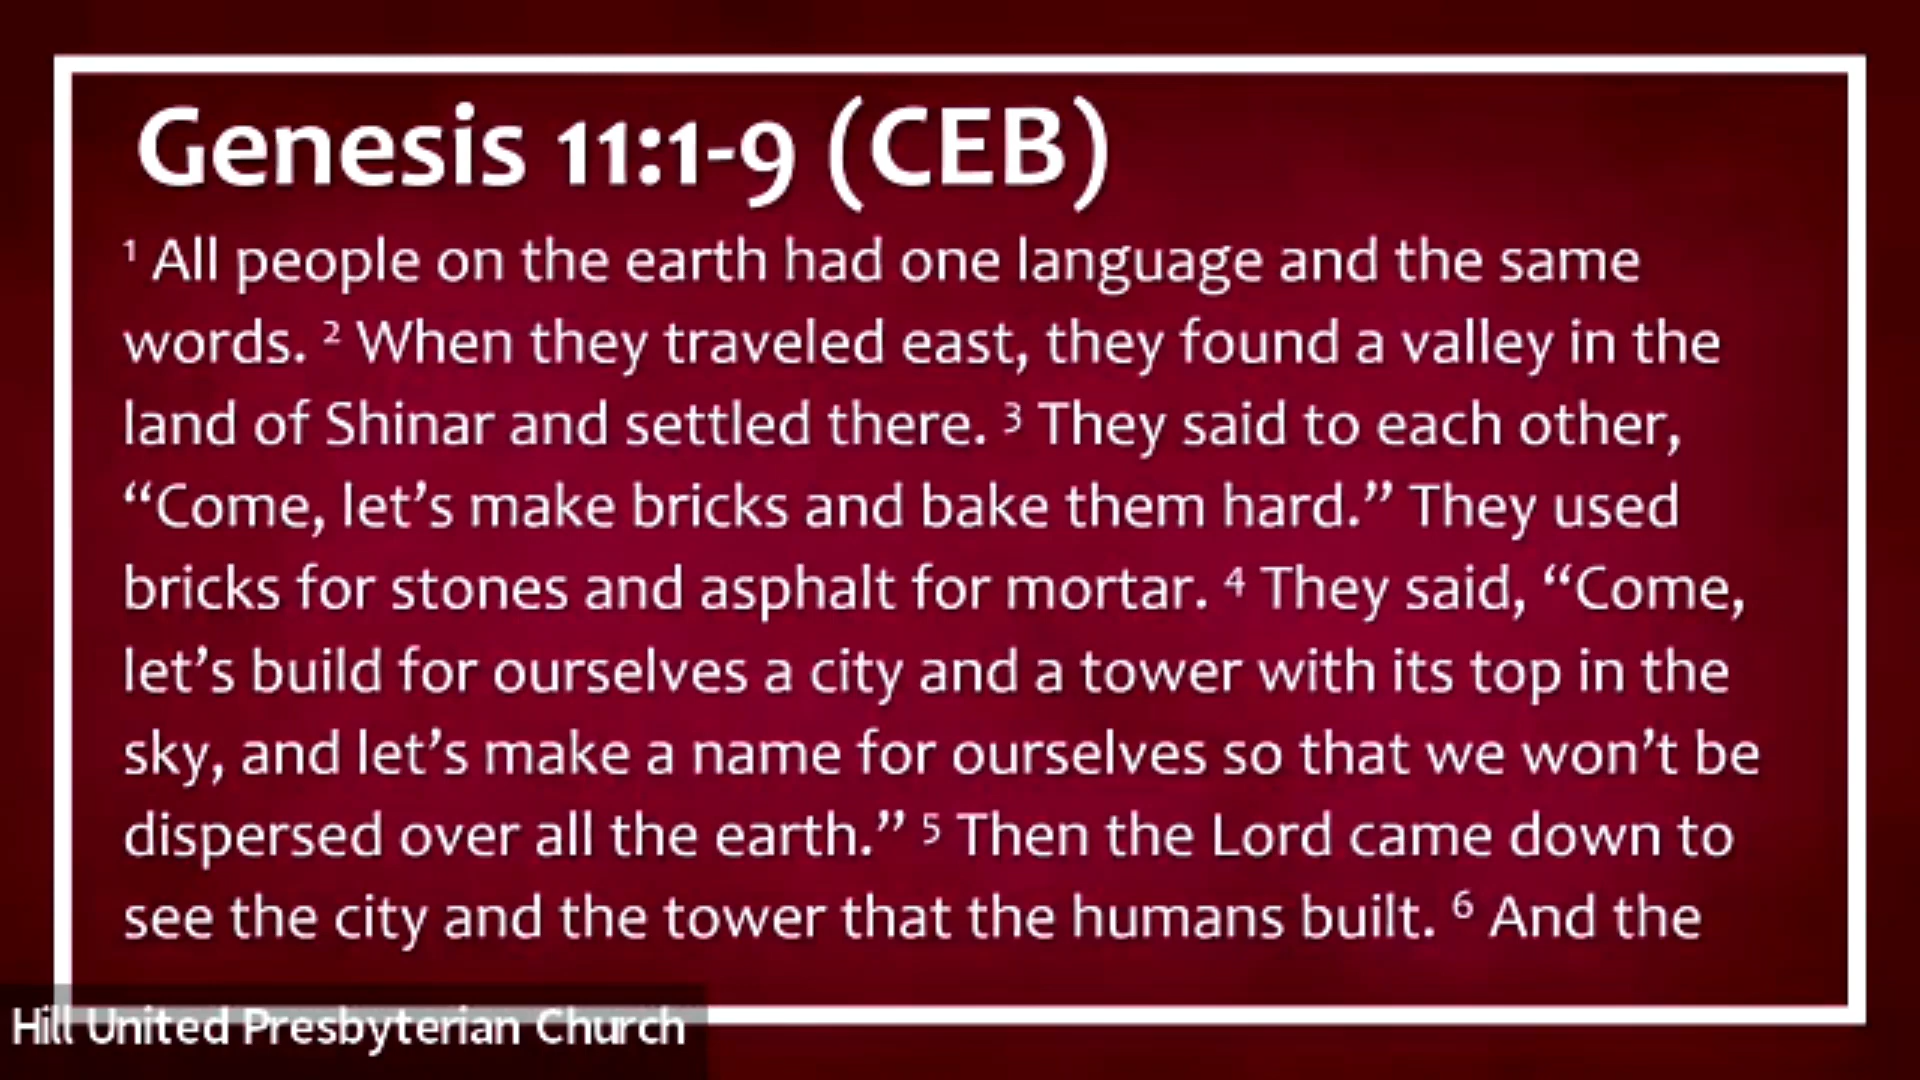 Genesis 11:1-9 (CEB)
¹ All people on the earth had one language and the same
words. ² When they traveled east, they found a valley in the
land of Shinar and settled there. ³ They said to each other,
“Come, let’s make bricks and bake them hard.” They used
bricks for stones and asphalt for mortar. ⁴ They said, “Come,
let’s build for ourselves a city and a tower with its top in the
sky, and let’s make a name for ourselves so that we won’t be
dispersed over all the earth.” ⁵ Then the Lord came down to
see the city and the tower that the humans built. ⁶ And the
Hill United Presbyterian Church